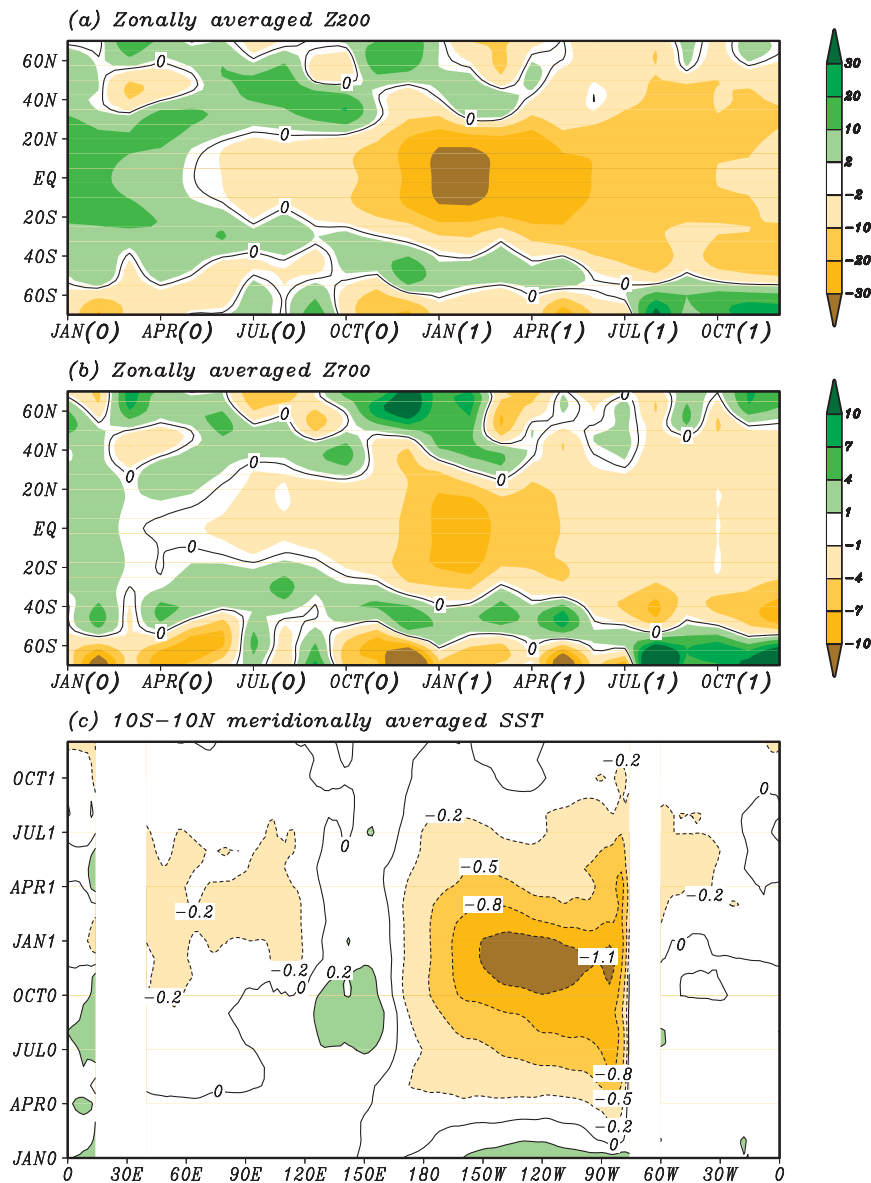 (a) Zonally averaged Z200
60N
40N
20N
EQ
20S
40S
60S
0 0 0 0 0 0 0 0 0
JAN(0) APR(0) JUL(0) OCT(0) JAN(1) APR(1) JUL(1) OCT(1)
30
20
10
2
-2
-10
-20
-30
(b) Zonally averaged Z700
60N
40N
20N
EQ
20S
40S
60S
0 0 0 0 0 0 0 0 0 0
JAN(0) APR(0) JUL(0) OCT(0) JAN(1) APR(1) JUL(1) OCT(1)
10
7
4
1
-1
-4
-7
-10
(c) 10S-10N meridionally averaged SST
OCT1
JUL1
APR1
JAN1
OCT0
JUL0
APR0
JAN0
-0.2
0
-0.2
0
-0.5
-0.8
-0.2
0
-1.1
-0.2 0.2
-0.2 0
-0.8
0 -0.5
-0.2
0
0 30E 60E 90E 120E 150E 180 150W 120W 90W 60W 30W 0